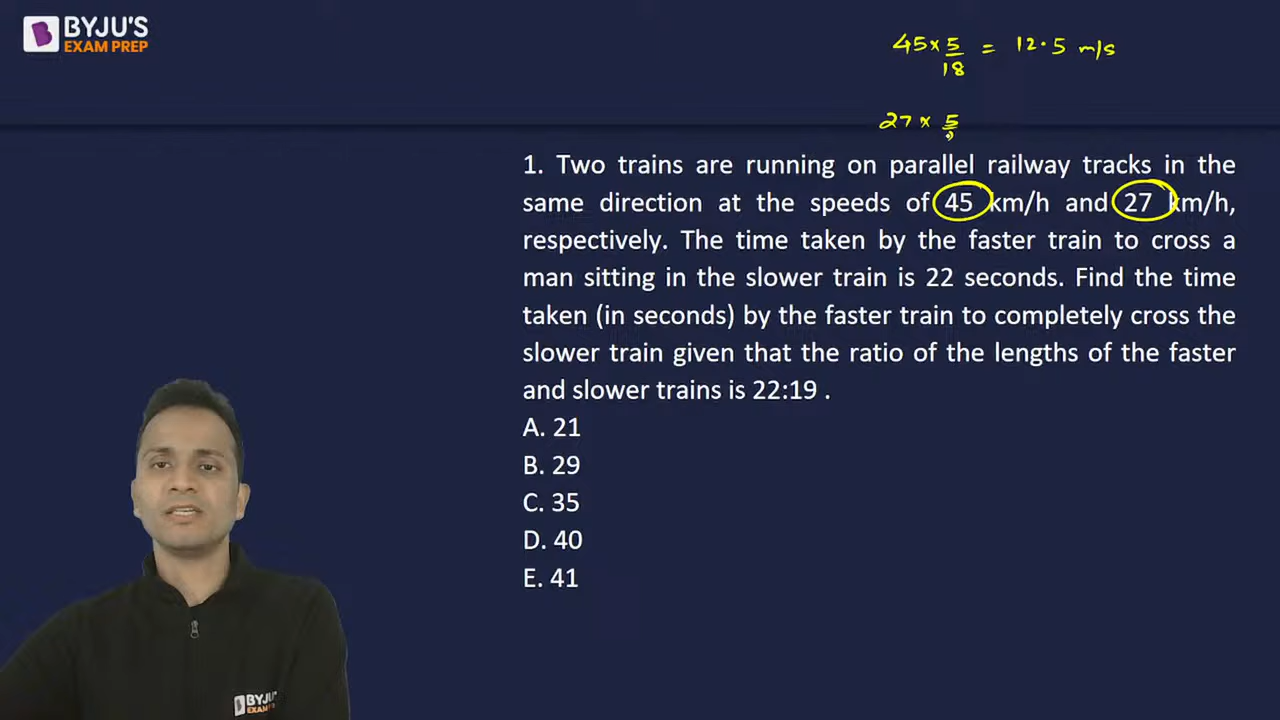 BYJU'S
EXAM PREP
45 × 5/18 = 12.5 m/s
27 × 5
1. Two trains are running on parallel railway tracks in the
same direction at the speeds of 45 km/h and 27 km/h,
respectively. The time taken by the faster train to cross a
man sitting in the slower train is 22 seconds. Find the time
taken (in seconds) by the faster train to completely cross the
slower train given that the ratio of the lengths of the faster
and slower trains is 22:19 .
A. 21
B. 29
C. 35
D. 40
E. 41
BYJU'S
EXAM